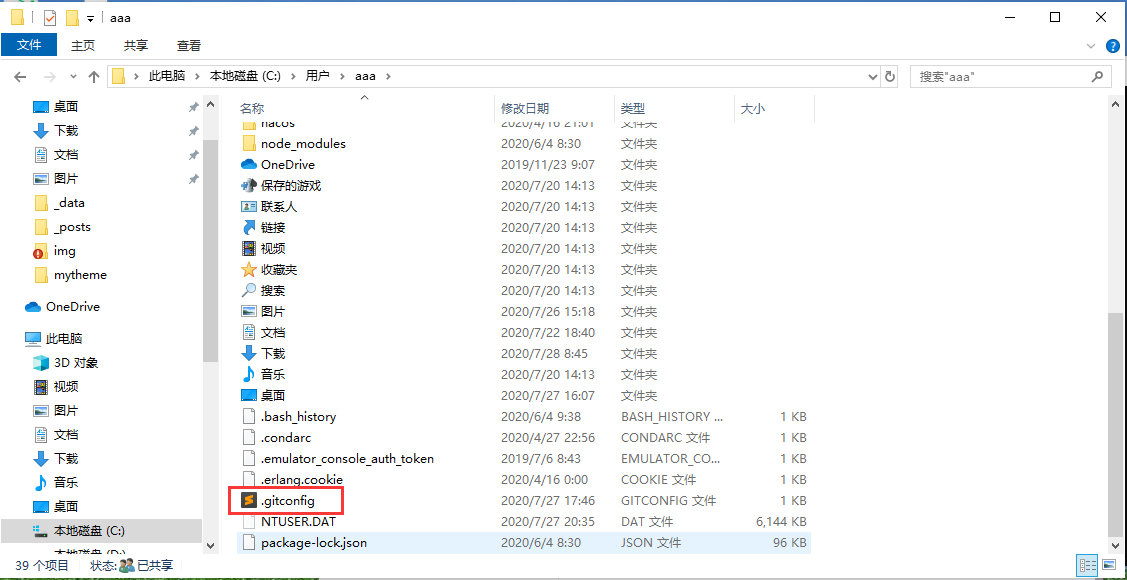 aaa
文件 主页 共享 查看
此电脑 本地磁盘 (C:) 用户 aaa 搜索"aaa"
桌面
下载
文档
图片
_data
_posts
img
mytheme
OneDrive
此电脑
3D 对象
视频
图片
文档
下载
音乐
桌面
本地磁盘 (C:)
本地磁盘 (D:)
名称 修改日期 类型 大小
nacos 2020/4/16 21:01 文件夹
node_modules 2020/6/4 8:30 文件夹
OneDrive 2019/11/23 9:07 文件夹
保存的游戏 2020/7/20 14:13 文件夹
联系人 2020/7/20 14:13 文件夹
链接 2020/7/20 14:13 文件夹
视频 2020/7/20 14:13 文件夹
收藏夹 2020/7/20 14:13 文件夹
搜索 2020/7/20 14:13 文件夹
图片 2020/7/26 15:18 文件夹
文档 2020/7/22 18:40 文件夹
下载 2020/7/28 8:45 文件夹
音乐 2020/7/20 14:13 文件夹
桌面 2020/7/27 16:07 文件夹
.bash_history 2020/6/4 9:38 BASH_HISTORY ... 1 KB
.condarc 2020/4/27 22:56 CONDARC 文件 1 KB
.emulator_console_auth_token 2019/7/6 8:43 EMULATOR_CO... 1 KB
.erlang.cookie 2020/4/16 0:00 COOKIE 文件 1 KB
.gitconfig 2020/7/27 17:46 GITCONFIG 文件 1 KB
NTUSER.DAT 2020/7/27 20:35 DAT 文件 6,144 KB
package-lock.json 2020/6/4 8:30 JSON 文件 96 KB
39 个项目 状态: 已共享